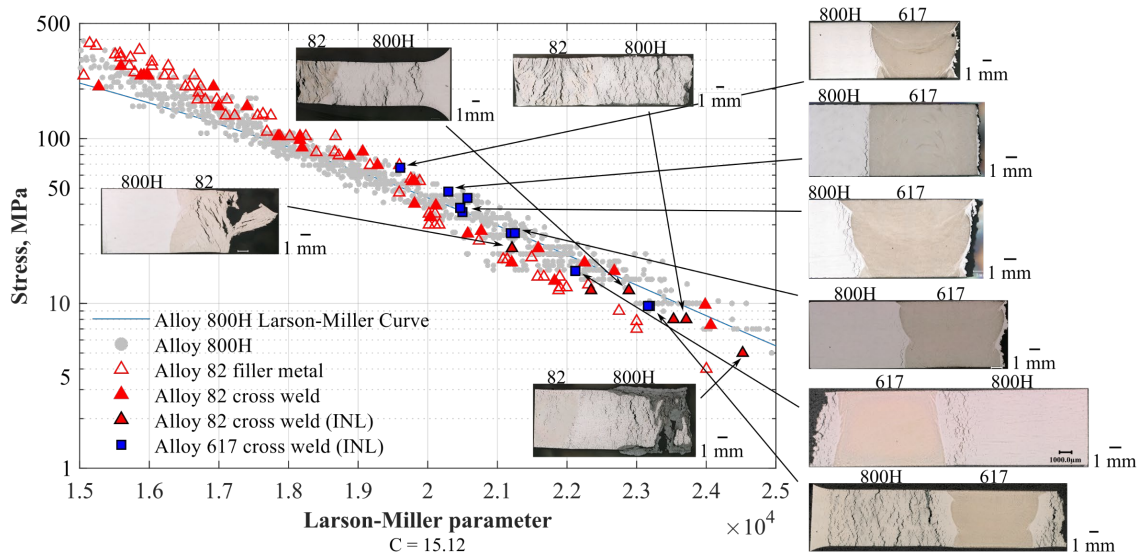 500
100
50
10
5
1
Stress, MPa
1.5 1.6 1.7 1.8 1.9 20 2.1 2.2 2.3 2.4 2.5
Larson-Miller parameter
×10⁴
C = 15.12
Alloy 800H Larson-Miller Curve
Alloy 800H
Alloy 82 filler metal
Alloy 82 cross weld
Alloy 82 cross weld (INL)
Alloy 617 cross weld (INL)
82 800H
1mm
82 800H
1 mm
800H 82
1 mm
82 800H
1 mm
800H 617
1 mm
800H 617
1 mm
800H 617
1 mm
800H 617
1 mm
617 800H
1000.0µm
1 mm
800H 617
1 mm